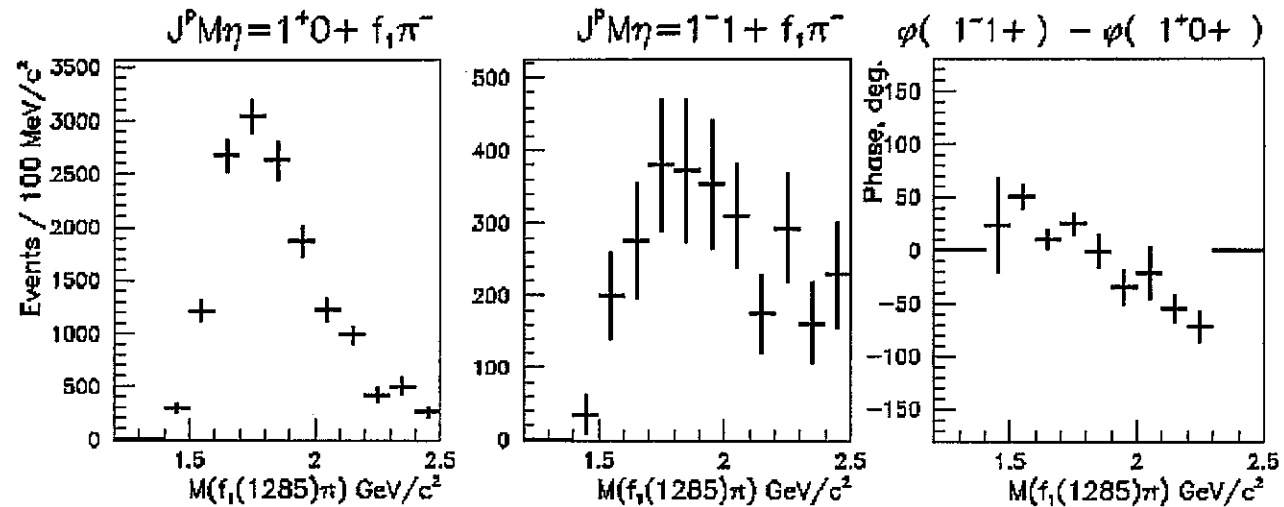 JᴾMη=1⁺0+ f₁π⁻
Events / 100 MeV/c²
3500
3000
2500
2000
1500
1000
500
0
1.5 2 2.5
M(f₁(1285)π) GeV/c²
JᴾMη=1⁻1+ f₁π⁻
500
400
300
200
100
0
1.5 2 2.5
M(f₁(1285)π) GeV/c²
φ( 1⁻1+ ) − φ( 1⁺0+ )
Phase, deg.
150
100
50
0
−50
−100
−150
1.5 2 2.5
M(f₁(1285)π) GeV/c²